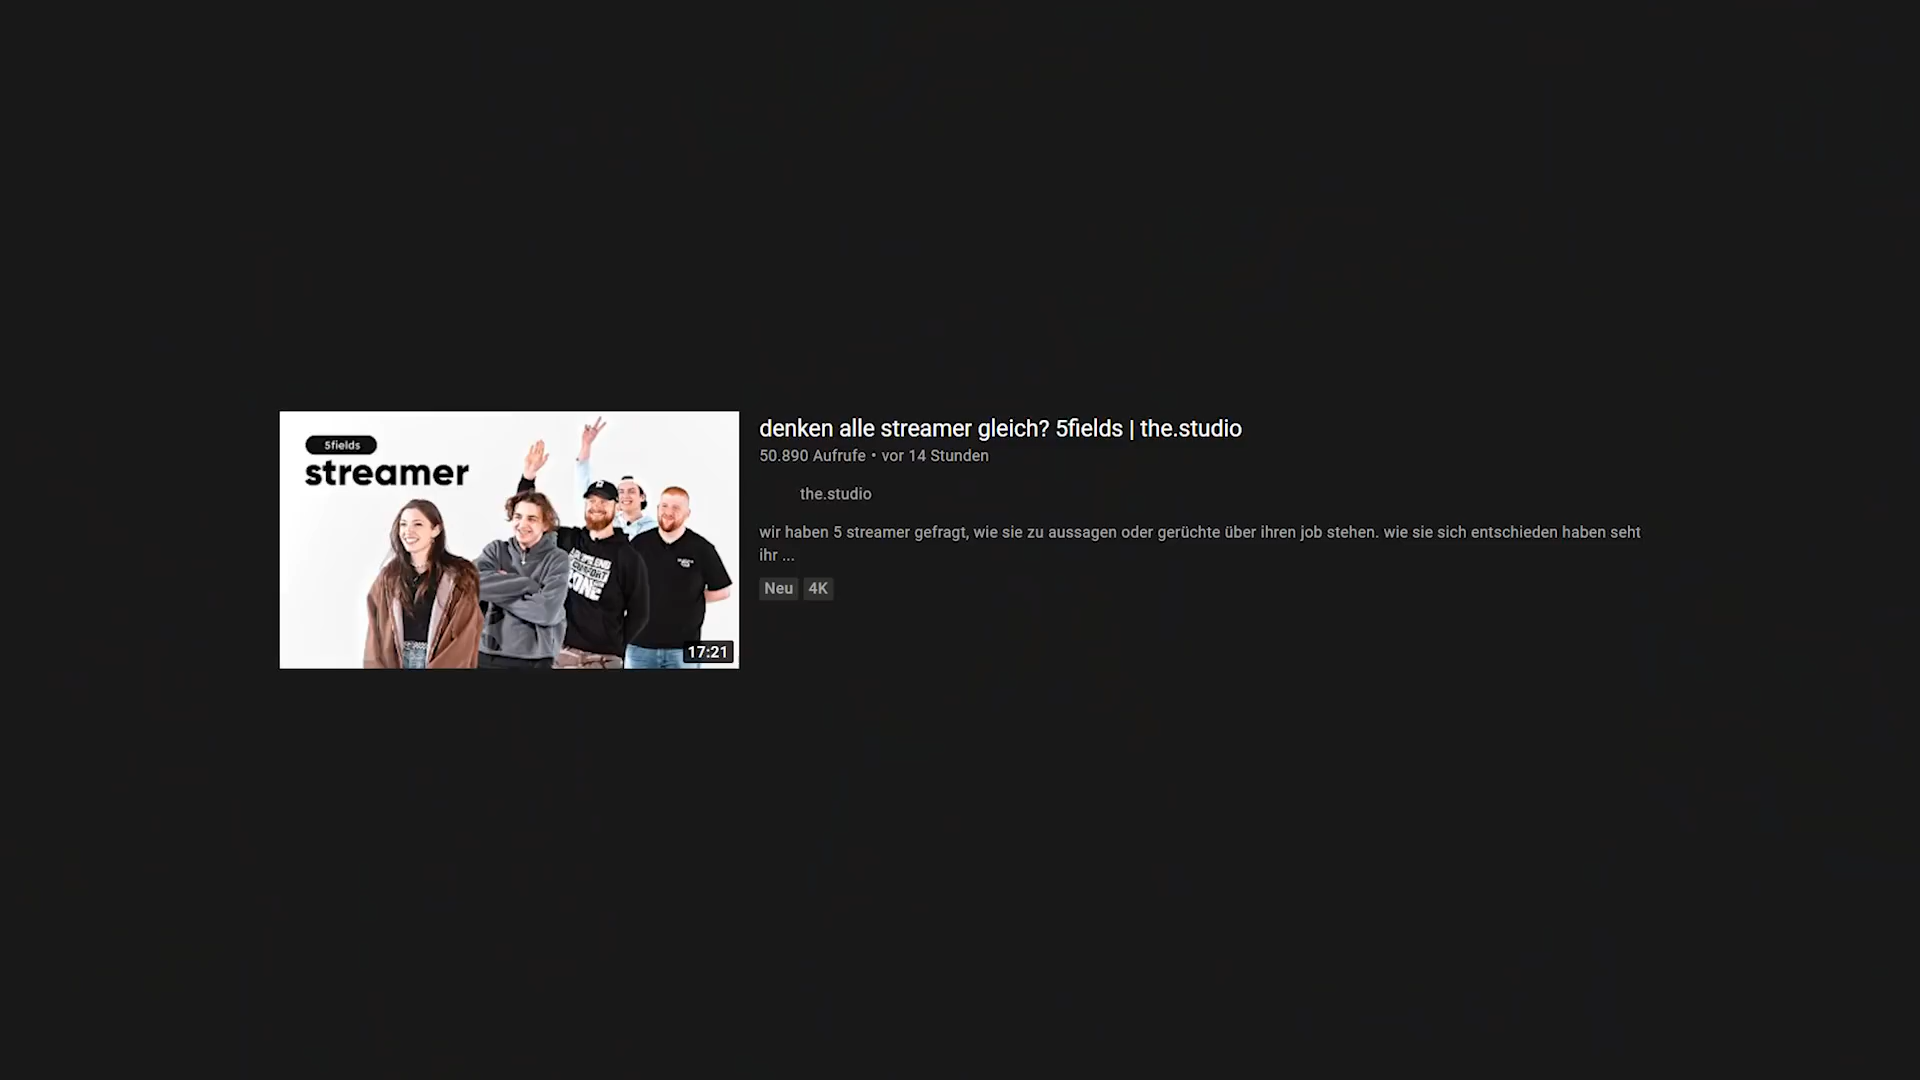 5fields
streamer
17:21
denken alle streamer gleich? 5fields | the.studio
50.890 Aufrufe • vor 14 Stunden
the.studio
wir haben 5 streamer gefragt, wie sie zu aussagen oder gerüchte über ihren job stehen. wie sie sich entschieden haben seht
ihr ...
Neu 4K